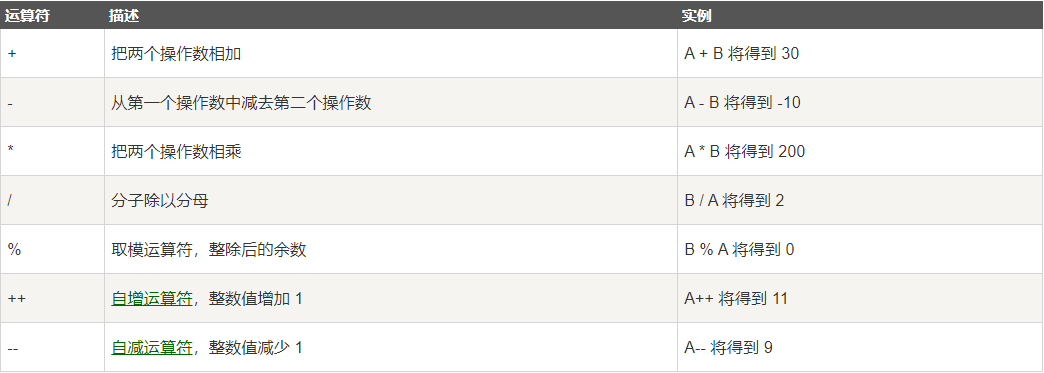 运算符 描述 实例
+ 把两个操作数相加 A + B 将得到 30
- 从第一个操作数中减去第二个操作数 A - B 将得到 -10
* 把两个操作数相乘 A * B 将得到 200
/ 分子除以分母 B / A 将得到 2
% 取模运算符，整除后的余数 B % A 将得到 0
++ 自增运算符，整数值增加 1 A++ 将得到 11
-- 自减运算符，整数值减少 1 A-- 将得到 9